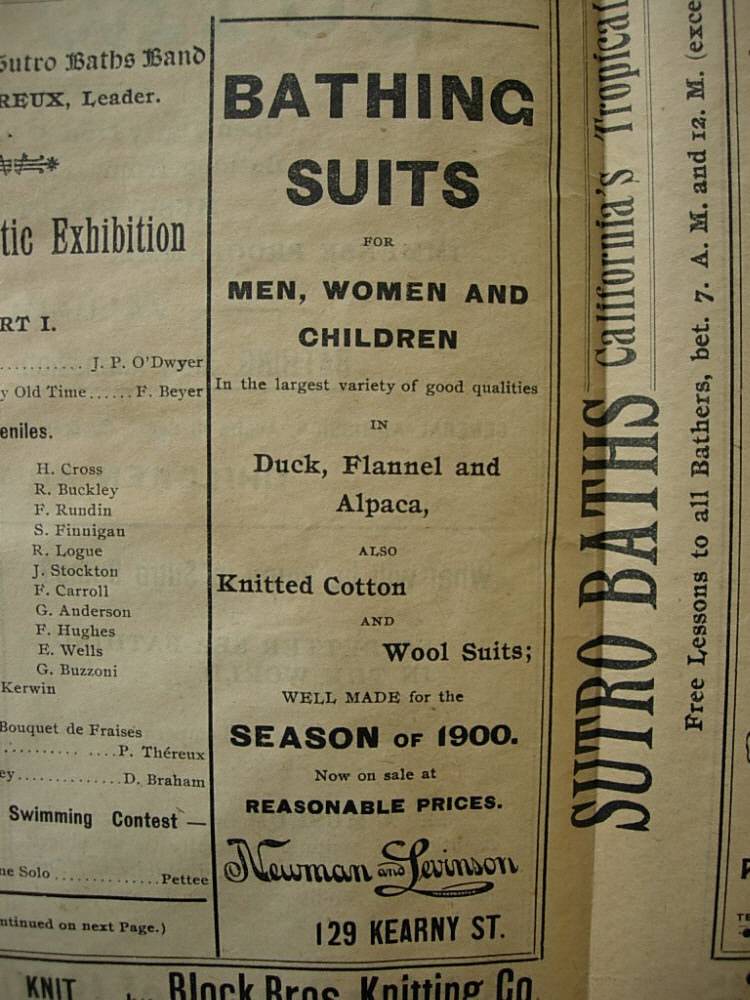 Sutro Baths Band
REUX, Leader.
tic Exhibition
RT I.
........... J. P. O'Dwyer
y Old Time...... F. Beyer
eniles.
H. Cross
R. Buckley
F. Rundin
S. Finnigan
R. Logue
J. Stockton
F. Carroll
G. Anderson
F. Hughes
E. Wells
G. Buzzoni
Kerwin
Bouquet de Fraises
.............. P. Théreux
ey.............. D. Braham
Swimming Contest —
ne Solo .............. Pettee
ntinued on next Page.)
BATHING
SUITS
FOR
MEN, WOMEN AND
CHILDREN
In the largest variety of good qualities
IN
Duck, Flannel and
Alpaca,
ALSO
Knitted Cotton
AND
Wool Suits;
WELL MADE for the
SEASON OF 1900.
Now on sale at
REASONABLE PRICES.
Newman and Levinson
129 KEARNY ST.
KNIT
Block Bros. Knitting Co.
SUTRO BATHS California's Tropical
Free Lessons to all Bathers, bet. 7. A. M. and 12. M. (exce